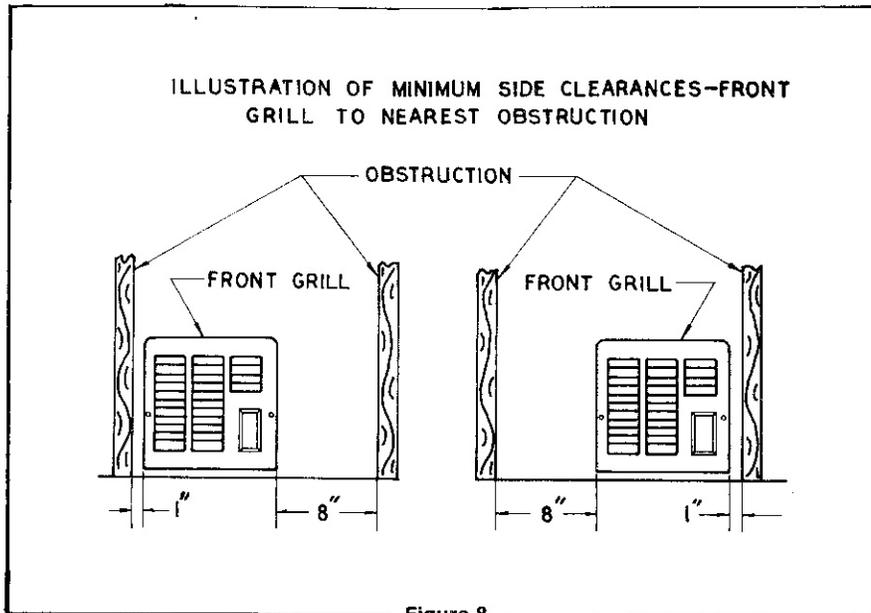 ILLUSTRATION OF MINIMUM SIDE CLEARANCES-FRONT
GRILL TO NEAREST OBSTRUCTION
OBSTRUCTION
FRONT GRILL
FRONT GRILL
1"
8"
8"
1"
Figure 8